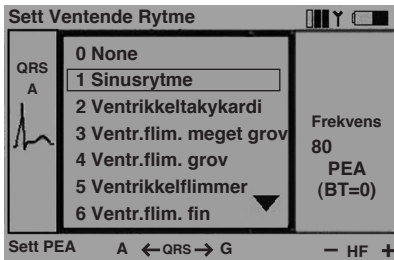 Sett Ventende Rytme
QRS
A
0 None
1 Sinusrytme
2 Ventrikkeltakykardi
3 Ventr.flim. meget grov
4 Ventr.flim. grov
5 Ventrikkelflimmer
6 Ventr.flim. fin
Frekvens
80
PEA
(BT=0)
Sett PEA A ←QRS→ G − HF +